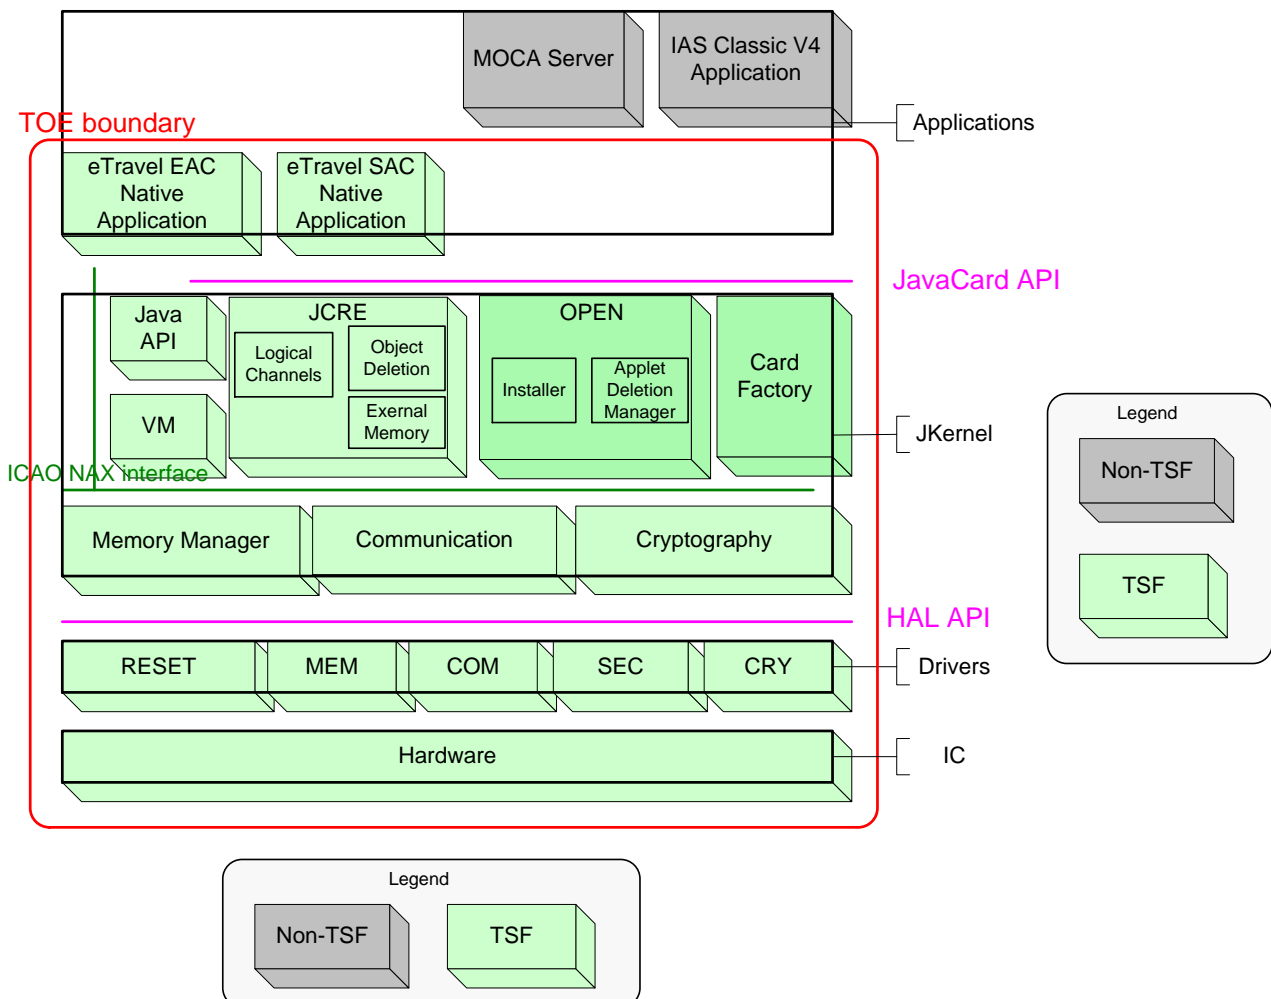 MOCA Server
IAS Classic V4
Application
TOE boundary
Applications
eTravel EAC
Native
Application
eTravel SAC
Native
Application
JavaCard API
Java
API
JCRE
Logical
Channels
Object
Deletion
Exernal
Memory
OPEN
Installer
Applet
Deletion
Manager
Card
Factory
VM
JKernel
ICAO NAX interface
Memory Manager
Communication
Cryptography
HAL API
RESET
MEM
COM
SEC
CRY
Drivers
Hardware
IC
Legend
Non-TSF
TSF
Legend
Non-TSF
TSF